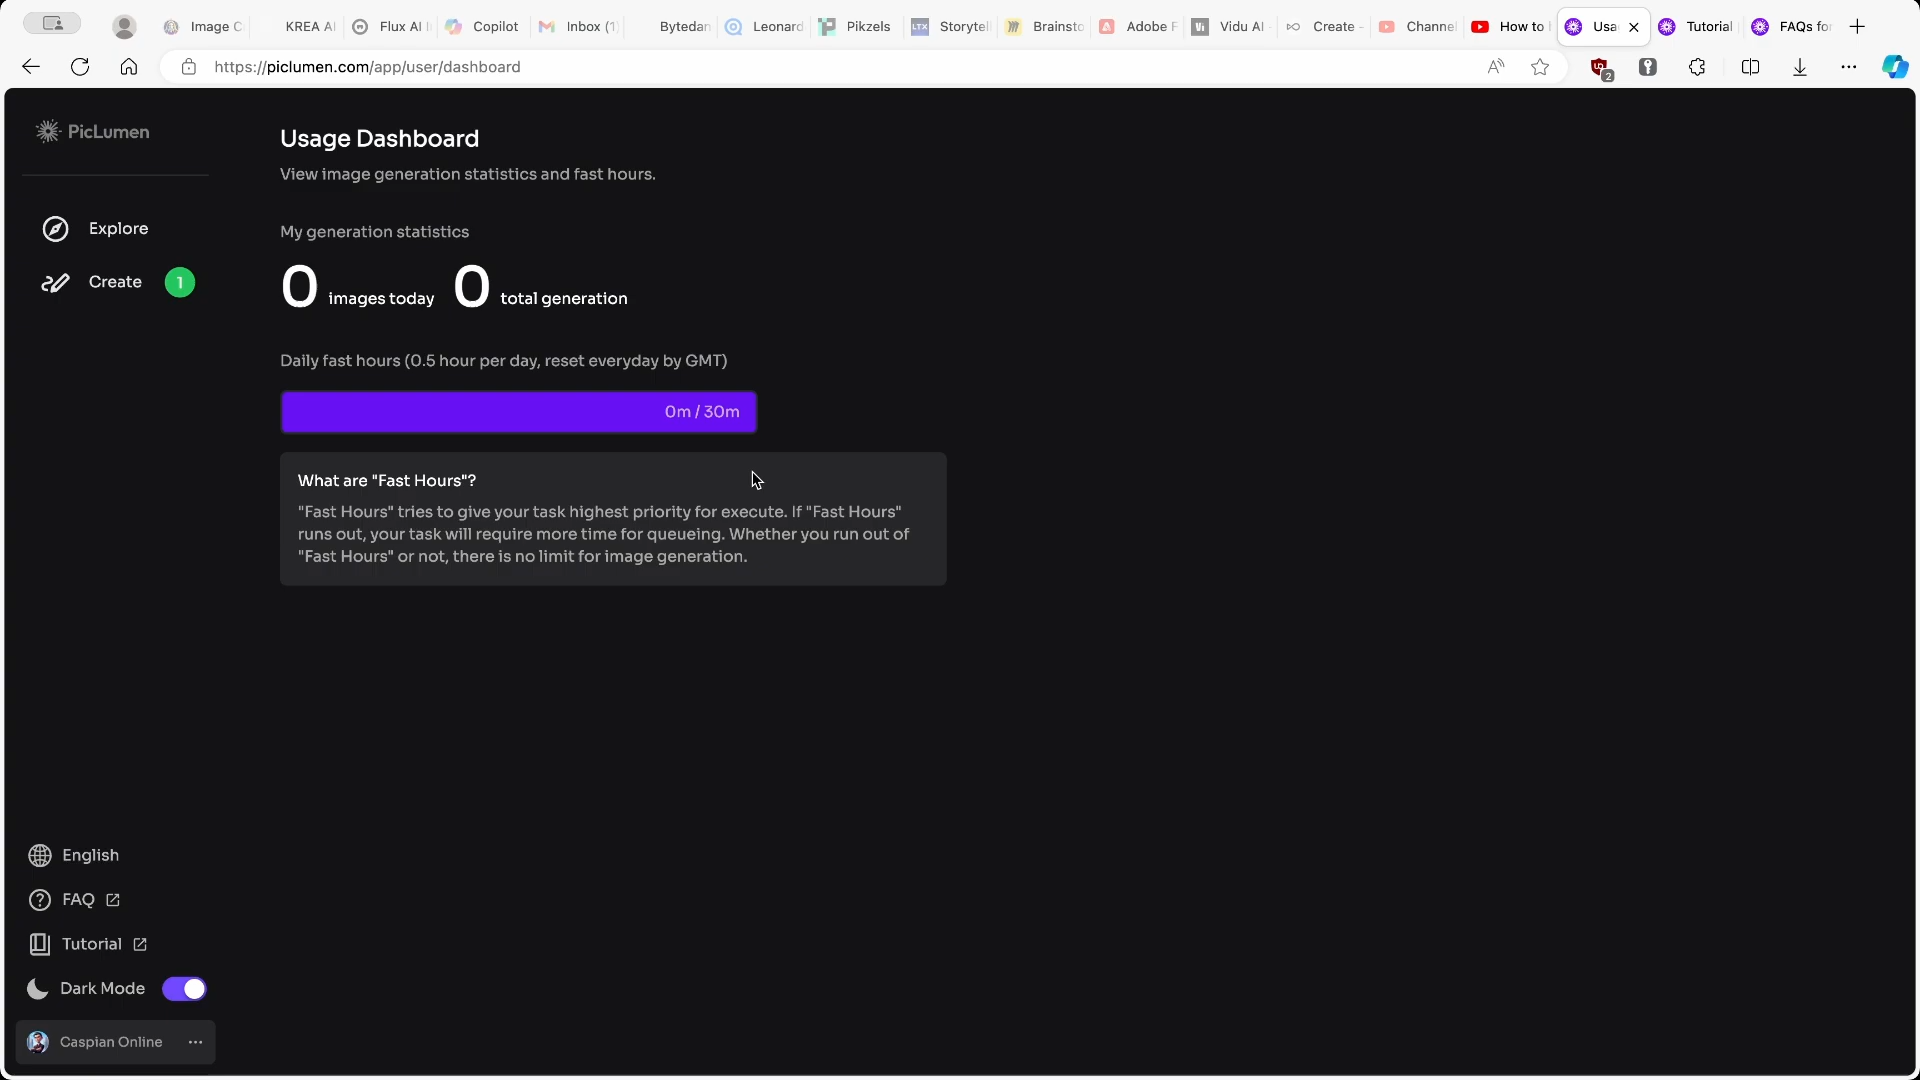 Image C
KREA AI
Flux AI I
Copilot
Inbox (1)
Bytedan
Leonard
Pikzels
LTX
Storytell
Brainsto
Adobe F
Vidu AI
Create -
Channel
How to
Usa
Tutorial
FAQs for
https://piclumen.com/app/user/dashboard
2
PicLumen
Explore
Create 1
Usage Dashboard
View image generation statistics and fast hours.
My generation statistics
0 images today 0 total generation
Daily fast hours (0.5 hour per day, reset everyday by GMT)
0m / 30m
What are "Fast Hours"?
"Fast Hours" tries to give your task highest priority for execute. If "Fast Hours"
runs out, your task will require more time for queueing. Whether you run out of
"Fast Hours" or not, there is no limit for image generation.
English
FAQ
Tutorial
Dark Mode
Caspian Online